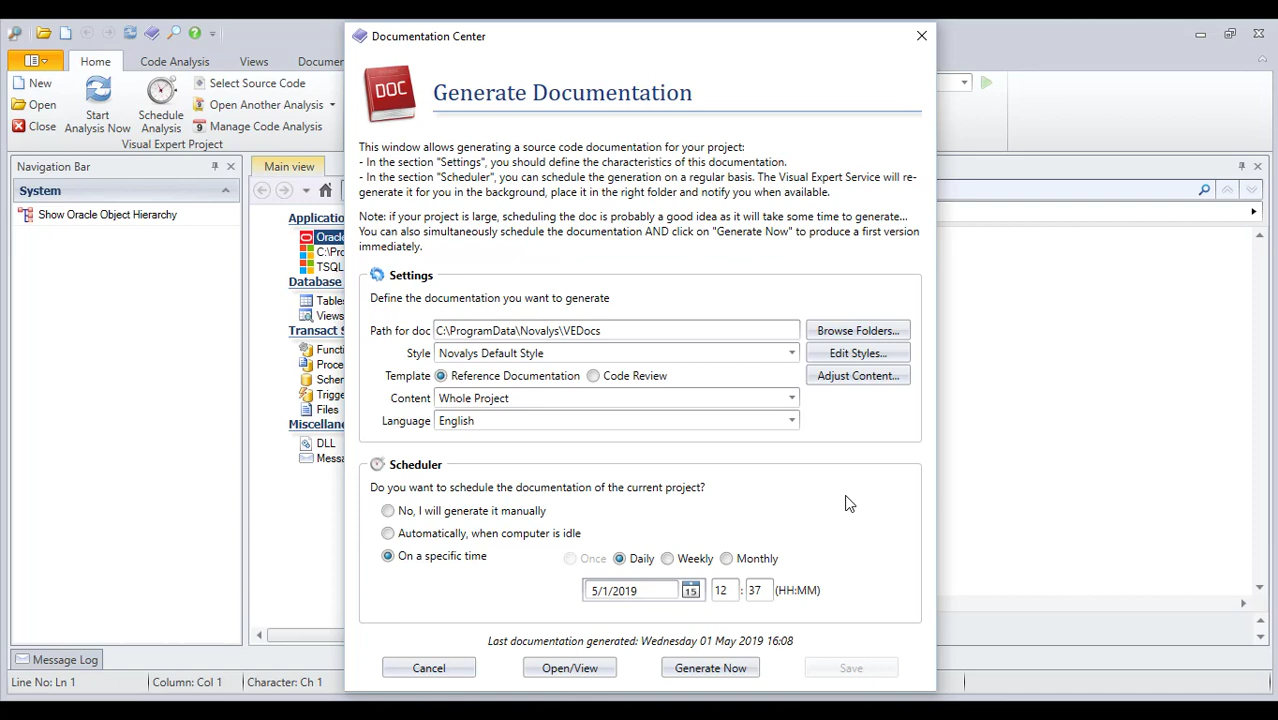 Documentation Center
Home
Code Analysis
Views
Documen
New
Open
Close
Start
Analysis Now
Schedule
Analysis
Select Source Code
Open Another Analysis
9 Manage Code Analysis
Visual Expert Project
DOC
Generate Documentation
This window allows generating a source code documentation for your project:
- In the section "Settings", you should define the characteristics of this documentation.
- In the section "Scheduler", you can schedule the generation on a regular basis. The Visual Expert Service will re-
generate it for you in the background, place it in the right folder and notify you when available.
Note: if your project is large, scheduling the doc is probably a good idea as it will take some time to generate...
You can also simultaneously schedule the documentation AND click on "Generate Now" to produce a first version
immediately.
Navigation Bar
System
Show Oracle Object Hierarchy
Main view
Applicatio
Oracle
C:\Pro
TSQL
Database
Tables
Views
Transact S
Functi
Proce
Scher
Trigge
Files
Miscellane
DLL
Messa
Settings
Define the documentation you want to generate
Path for doc C:\ProgramData\Novalys\VEDocs Browse Folders...
Style Novalys Default Style Edit Styles...
Template Reference Documentation Code Review Adjust Content...
Content Whole Project
Language English
Scheduler
Do you want to schedule the documentation of the current project?
No, I will generate it manually
Automatically, when computer is idle
On a specific time Once Daily Weekly Monthly
5/1/2019 15 12 : 37 (HH:MM)
Last documentation generated: Wednesday 01 May 2019 16:08
Cancel Open/View Generate Now Save
Message Log
Line No: Ln 1 Column: Col 1 Character: Ch 1